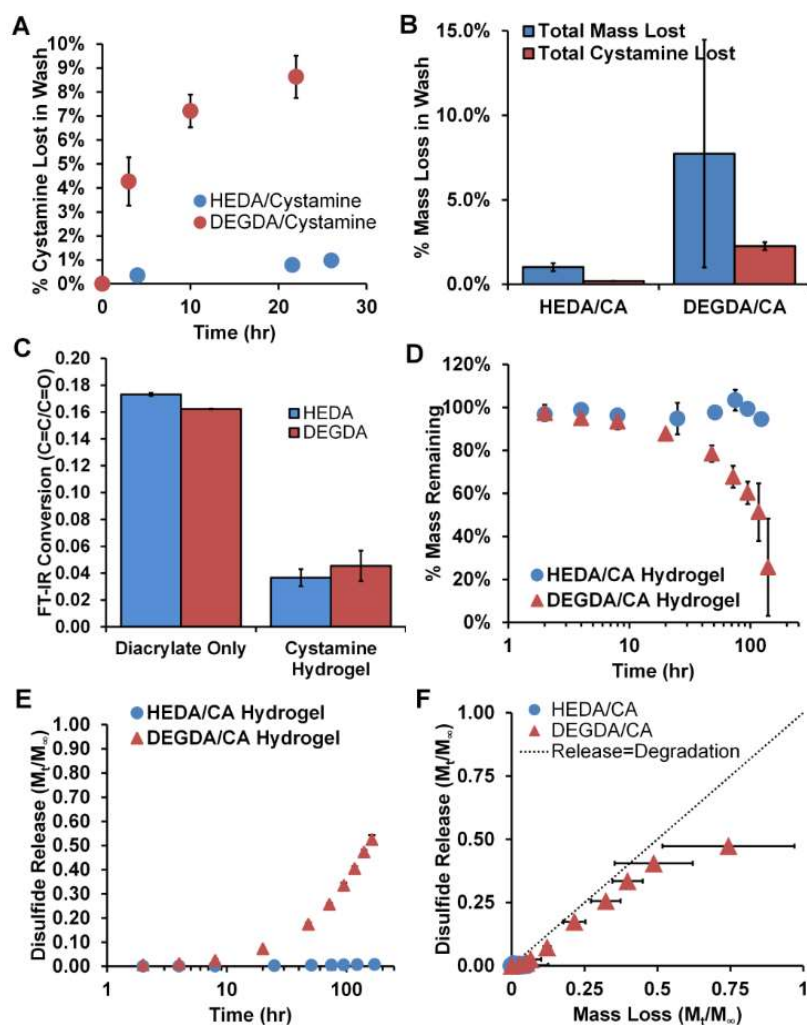 A
10%
9%
8%
7%
6%
5%
4%
3%
2%
1%
0%
% Cystamine Lost in Wash
HEDA/Cystamine
DEGDA/Cystamine
0 10 20 30
Time (hr)
B
15.0%
10.0%
5.0%
0.0%
% Mass Loss in Wash
Total Mass Lost
Total Cystamine Lost
HEDA/CA DEGDA/CA
C
0.20
0.18
0.16
0.14
0.12
0.10
0.08
0.06
0.04
0.02
0.00
FT-IR Conversion (C=C/C=O)
HEDA
DEGDA
Diacrylate Only Cystamine
Hydrogel
D
120%
100%
80%
60%
40%
20%
0%
% Mass Remaining
HEDA/CA Hydrogel
DEGDA/CA Hydrogel
1 10 100
Time (hr)
E
HEDA/CA Hydrogel
DEGDA/CA Hydrogel
1.00
0.90
0.80
0.70
0.60
0.50
0.40
0.30
0.20
0.10
0.00
Disulfide Release (Mₜ/M∞)
1 10 100
Time (hr)
F
HEDA/CA
DEGDA/CA
Release=Degradation
1.00
0.75
0.50
0.25
0.00
Disulfide Release (Mₜ/M∞)
0 0.25 0.5 0.75 1
Mass Loss (Mₜ/M∞)